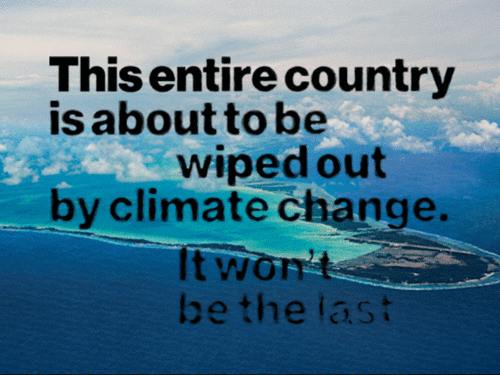 This entire country
is about to be
wiped out
by climate change.
It won't
be the last